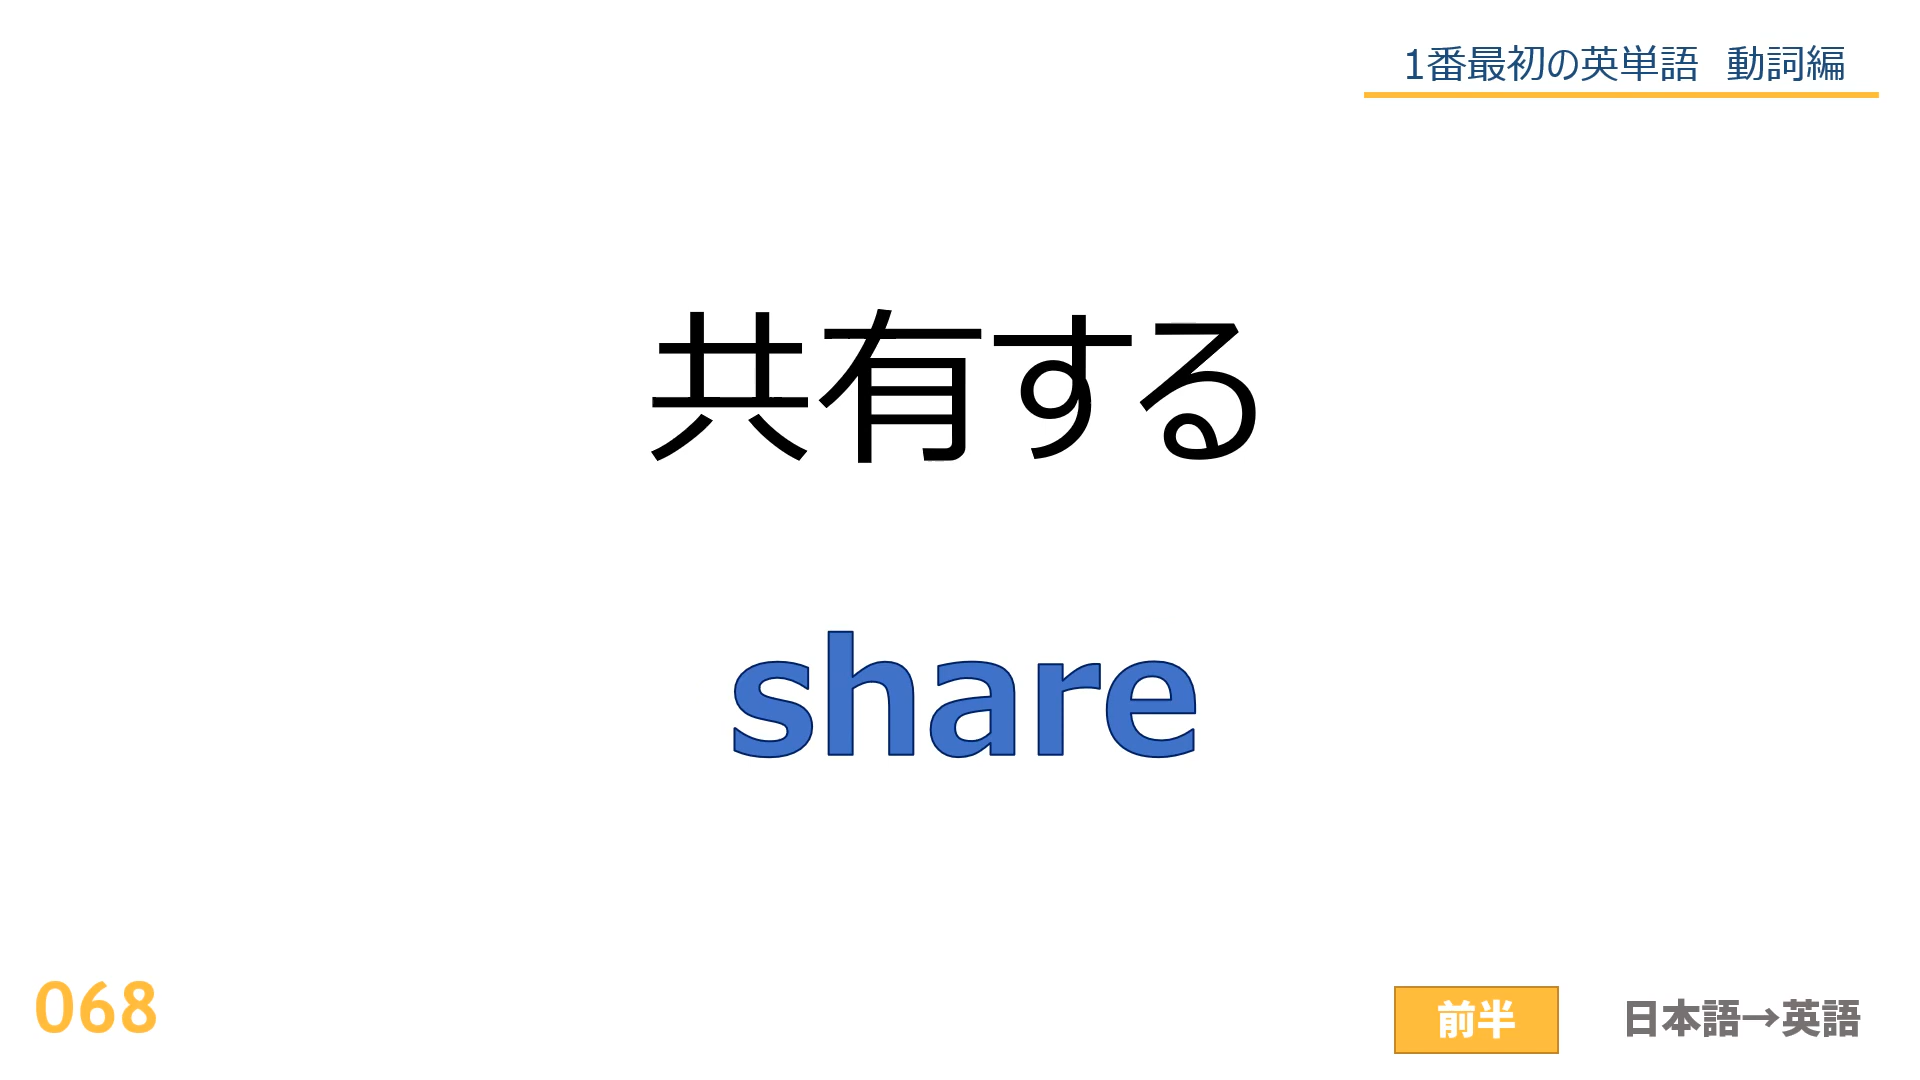 1番最初の英単語　動詞編
共有する
share
068
前半
日本語→英語